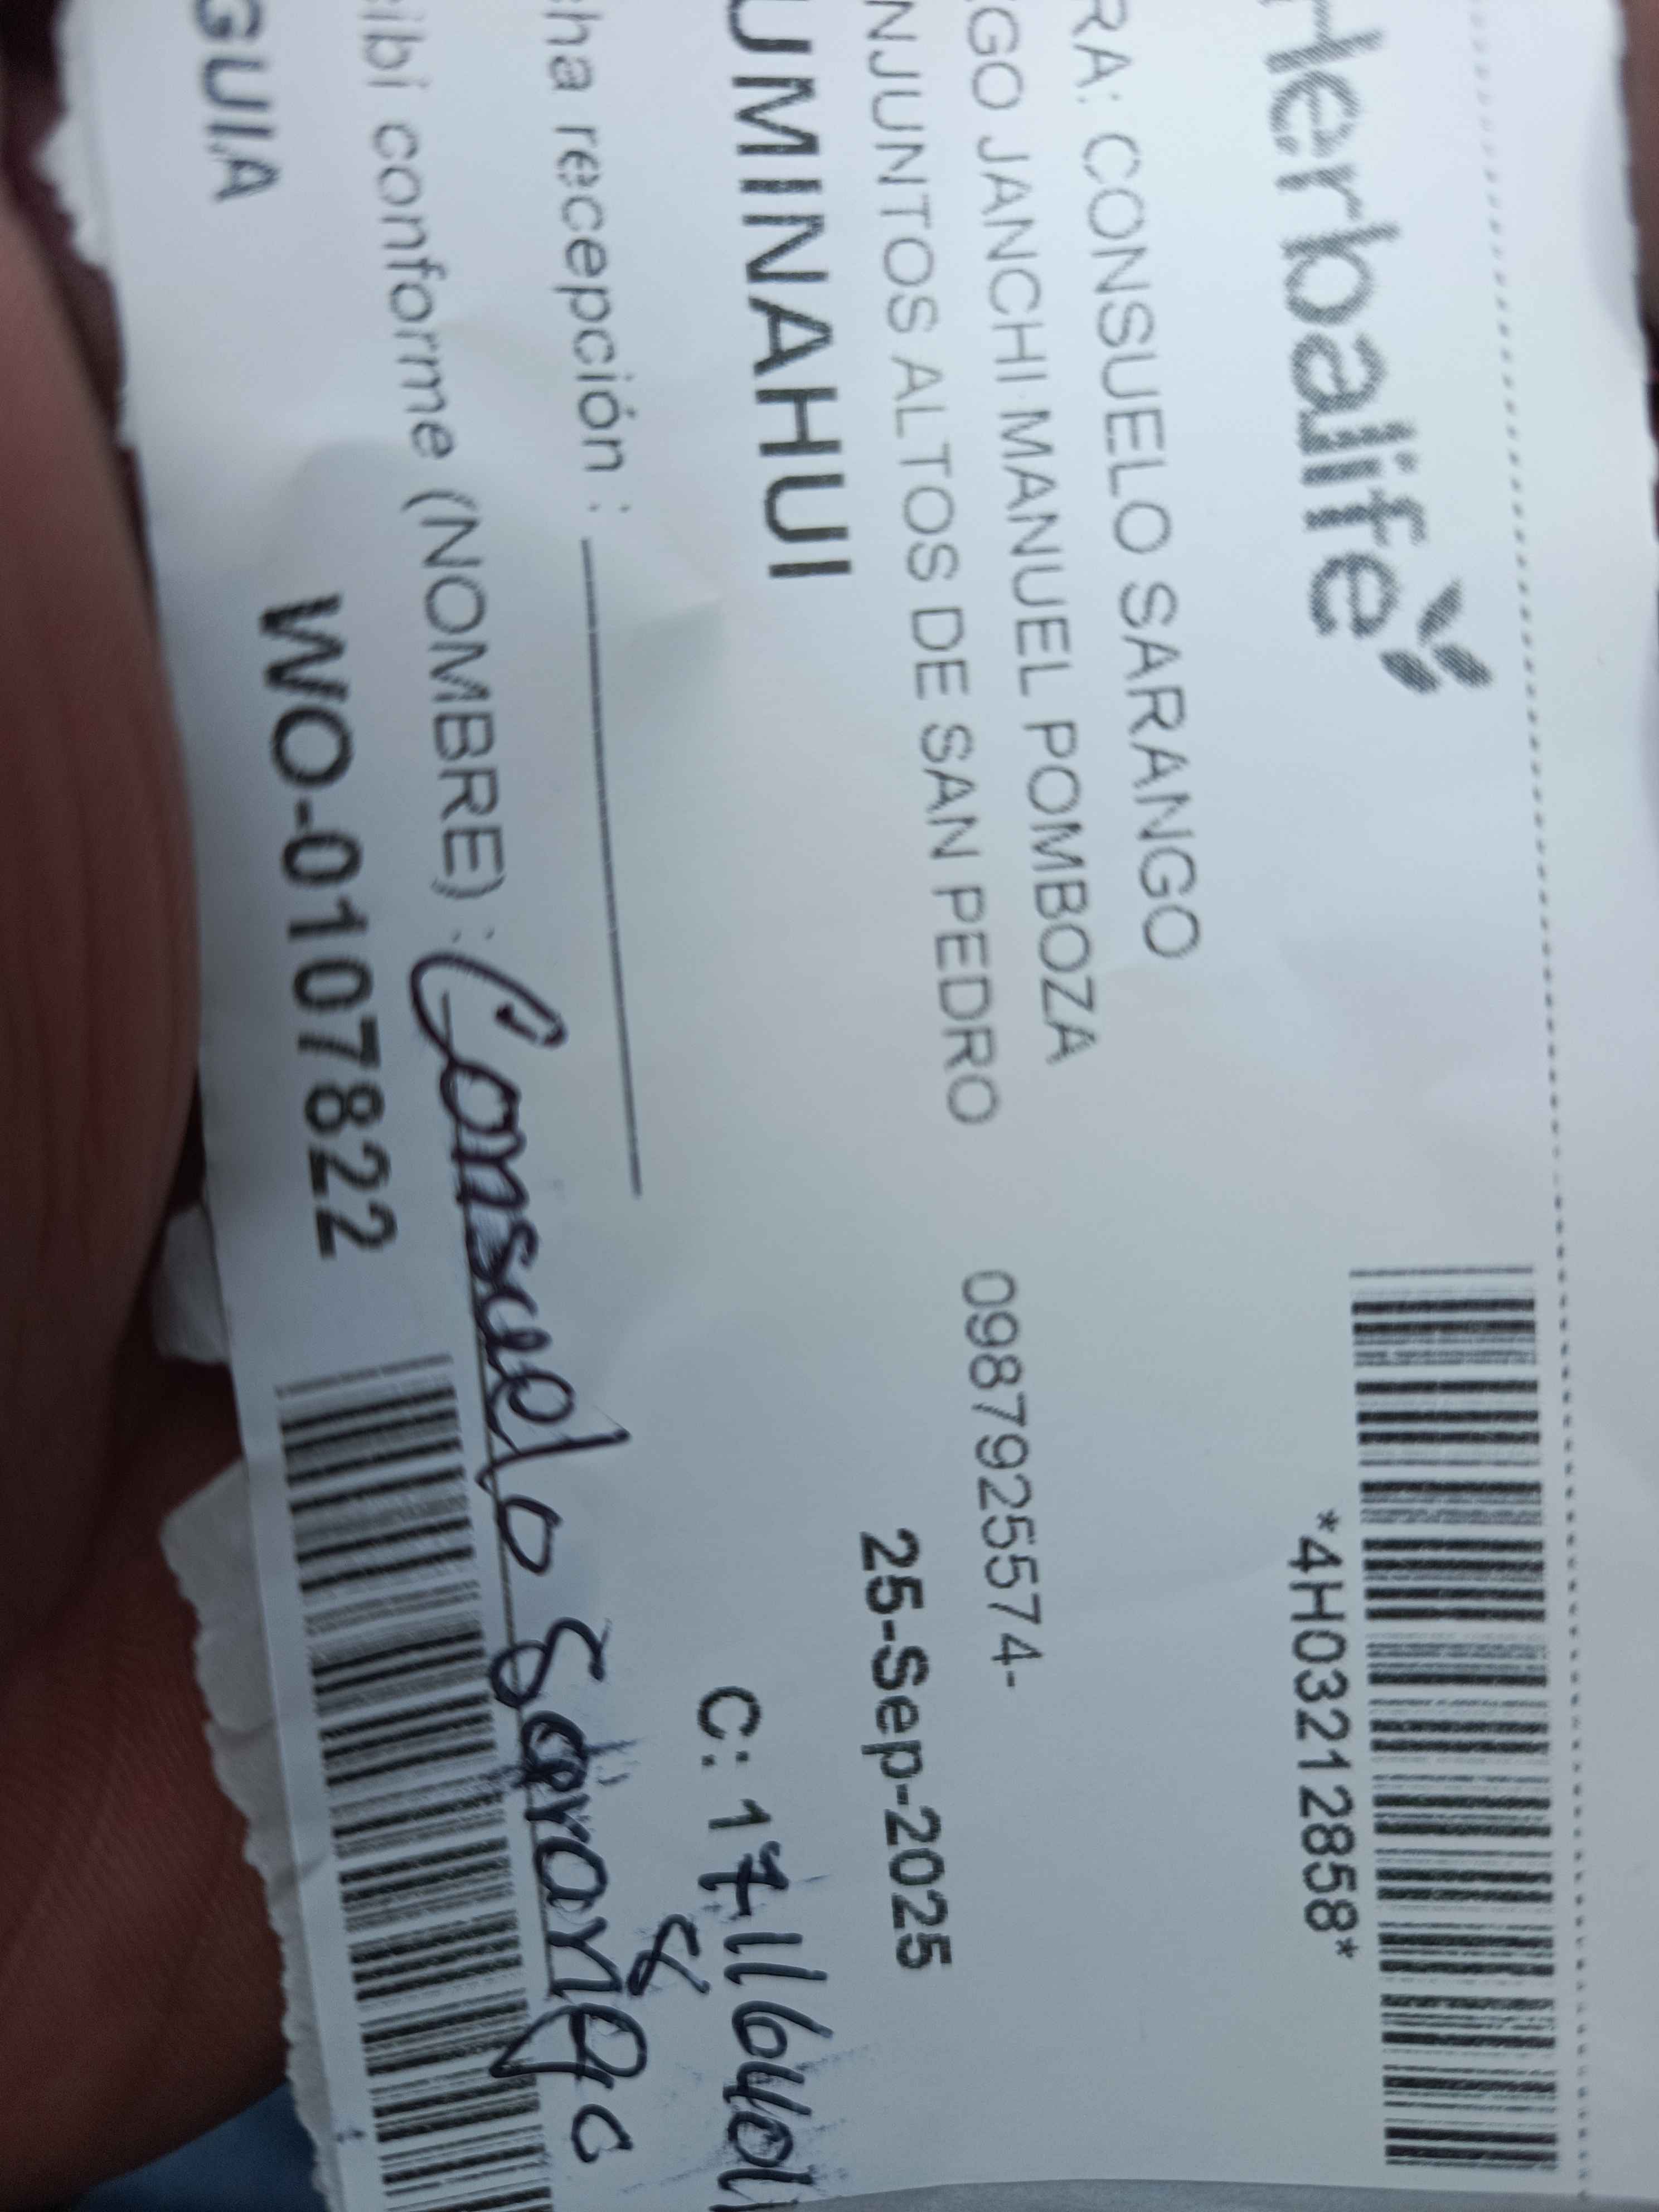 Herbalife
*4H03212858*
RA: CONSUELO SARANGO
GO JANCHI MANUEL POMBOZA
NJUNTOS ALTOS DE SAN PEDRO 0987925574-
UMINAHUI 25-Sep-2025
ha recepción : C: 17
ibi conforme (NOMBRE) : Consuelo Sarango
GUIA WO-0107822